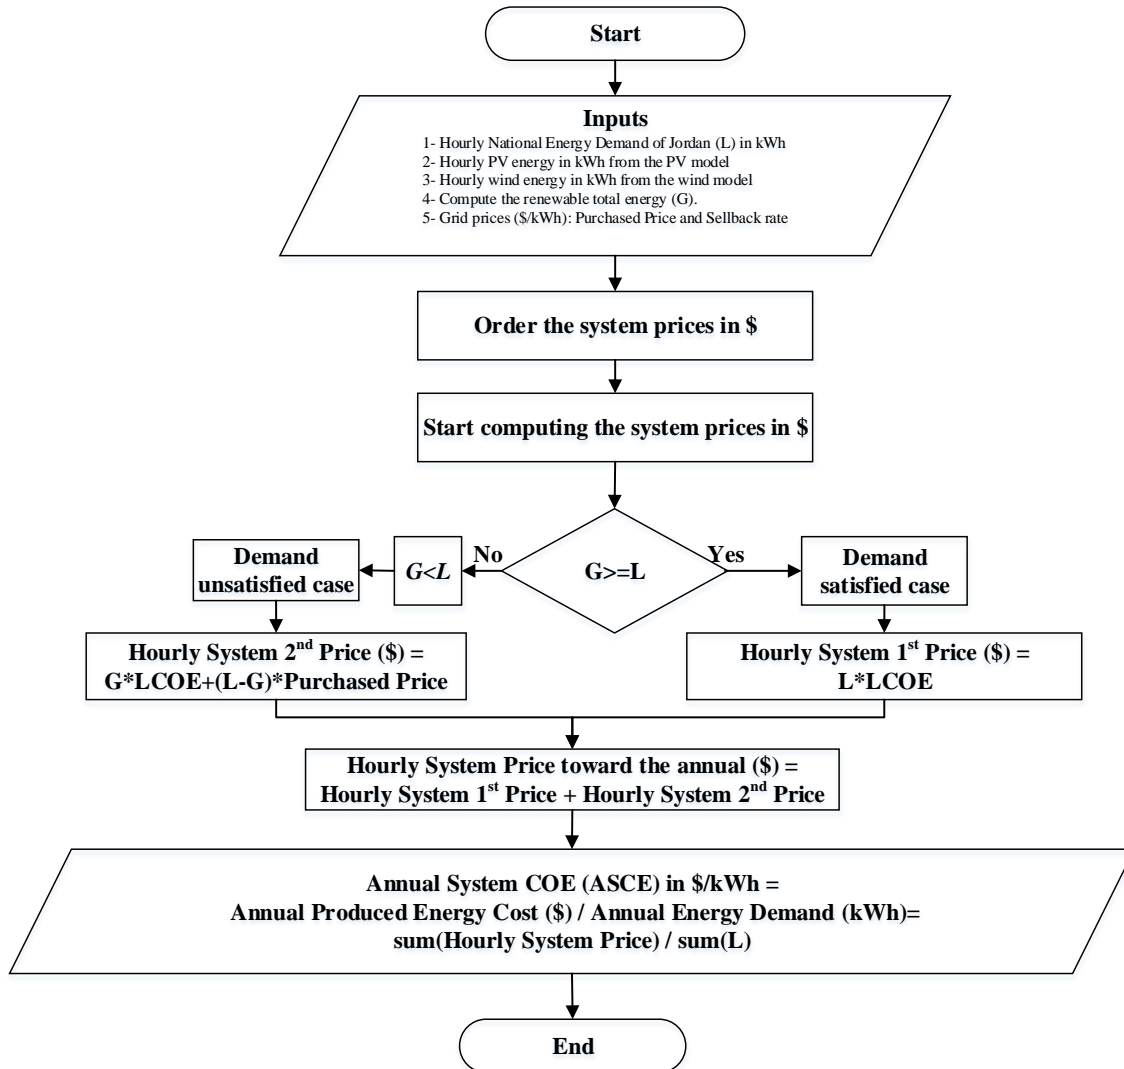 Start
Inputs
1- Hourly National Energy Demand of Jordan (L) in kWh
2- Hourly PV energy in kWh from the PV model
3- Hourly wind energy in kWh from the wind model
4- Compute the renewable total energy (G).
5- Grid prices ($/kWh): Purchased Price and Sellback rate
Order the system prices in $
Start computing the system prices in $
G>=L
No
Yes
G<L
Demand
unsatisfied case
Demand
satisfied case
Hourly System 2nd Price ($) =
G*LCOE+(L-G)*Purchased Price
Hourly System 1st Price ($) =
L*LCOE
Hourly System Price toward the annual ($) =
Hourly System 1st Price + Hourly System 2nd Price
Annual System COE (ASCE) in $/kWh =
Annual Produced Energy Cost ($) / Annual Energy Demand (kWh)=
sum(Hourly System Price) / sum(L)
End